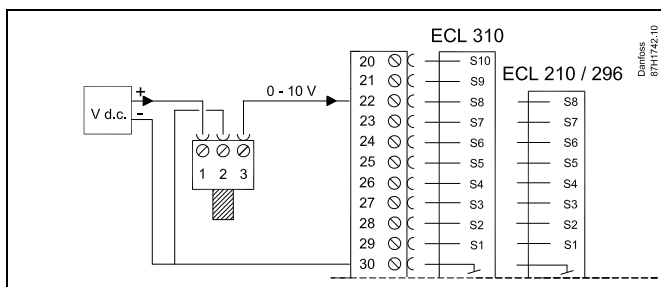 ECL 310
ECL 210 / 296
Danfoss
87H1742.10
V d.c.
+
-
0 - 10 V
1 2 3
20 S10
21 S9
22 S8 S8
23 S7 S7
24 S6 S6
25 S5 S5
26 S4 S4
27 S3 S3
28 S2 S2
29 S1 S1
30